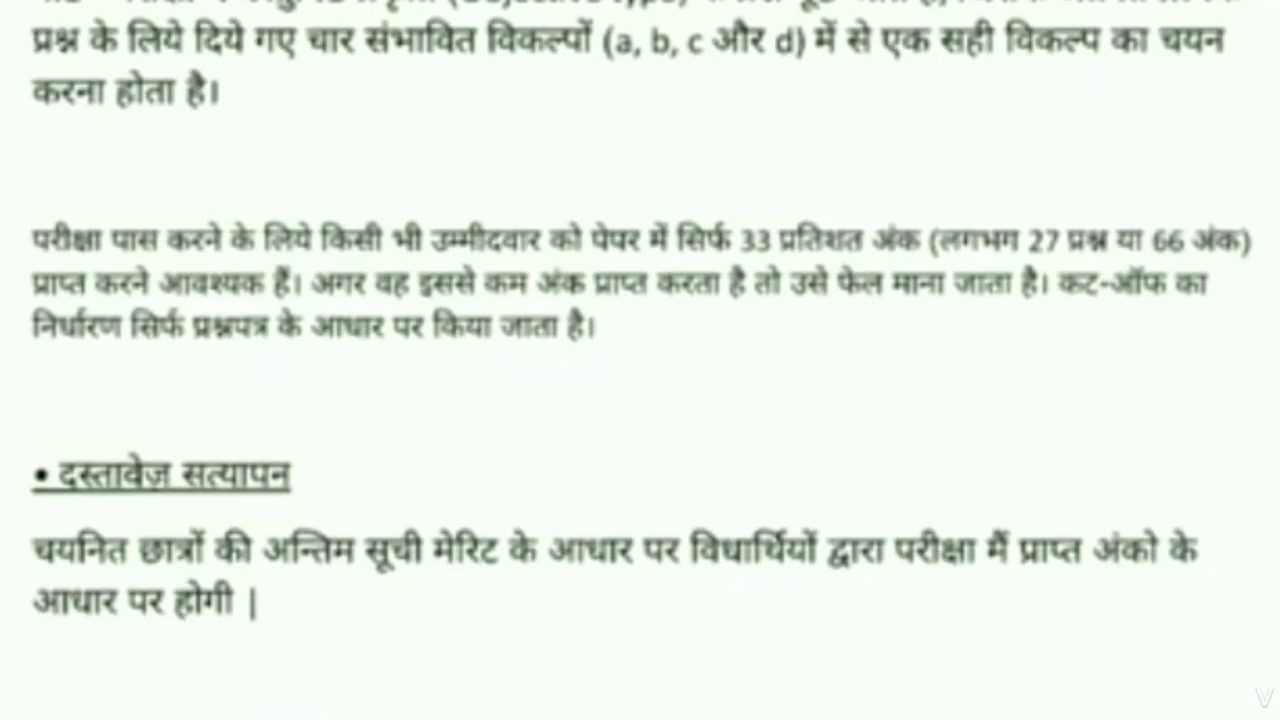 प्रश्न के लिये दिये गए चार संभावित विकल्पों (a, b, c और d) में से एक सही विकल्प का चयन
करना होता है।
परीक्षा पास करने के लिये किसी भी उम्मीदवार को पेपर में सिर्फ 33 प्रतिशत अंक (लगभग 27 प्रश्न या 66 अंक)
प्राप्त करने आवश्यक हैं। अगर वह इससे कम अंक प्राप्त करता है तो उसे फेल माना जाता है। कट-ऑफ का
निर्धारण सिर्फ प्रश्नपत्र के आधार पर किया जाता है।
• दस्तावेज़ सत्यापन
चयनित छात्रों की अन्तिम सूची मेरिट के आधार पर विधार्थियों द्वारा परीक्षा मैं प्राप्त अंको के
आधार पर होगी |
V